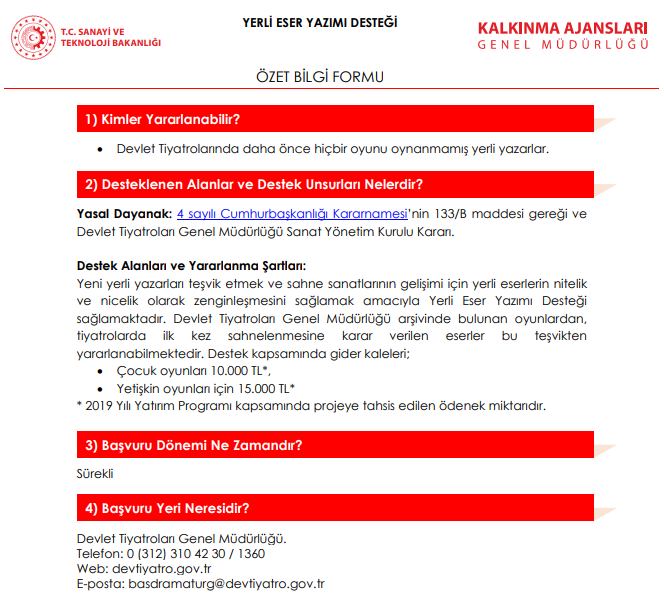 T.C. SANAYİ VE
TEKNOLOJİ BAKANLIĞI
YERLİ ESER YAZIMI DESTEĞİ
KALKINMA AJANSLARI
GENEL MÜDÜRLÜĞÜ
ÖZET BİLGİ FORMU
1) Kimler Yararlanabilir?
• Devlet Tiyatrolarında daha önce hiçbir oyunu oynanmamış yerli yazarlar.
2) Desteklenen Alanlar ve Destek Unsurları Nelerdir?
Yasal Dayanak: 4 sayılı Cumhurbaşkanlığı Kararnamesi'nin 133/B maddesi gereği ve
Devlet Tiyatroları Genel Müdürlüğü Sanat Yönetim Kurulu Kararı.
Destek Alanları ve Yararlanma Şartları:
Yeni yerli yazarları teşvik etmek ve sahne sanatlarının gelişimi için yerli eserlerin nitelik
ve nicelik olarak zenginleşmesini sağlamak amacıyla Yerli Eser Yazımı Desteği
sağlamaktadır. Devlet Tiyatroları Genel Müdürlüğü arşivinde bulunan oyunlardan,
tiyatrolarda ilk kez sahnelenmesine karar verilen eserler bu teşvikten
yararlanabilmektedir. Destek kapsamında gider kaleleri;
• Çocuk oyunları 10.000 TL*,
• Yetişkin oyunları için 15.000 TL*
* 2019 Yılı Yatırım Programı kapsamında projeye tahsis edilen ödenek miktarıdır.
3) Başvuru Dönemi Ne Zamandır?
Sürekli
4) Başvuru Yeri Neresidir?
Devlet Tiyatroları Genel Müdürlüğü.
Telefon: 0 (312) 310 42 30 / 1360
Web: devtiyatro.gov.tr
E-posta: basdramaturg@devtiyatro.gov.tr